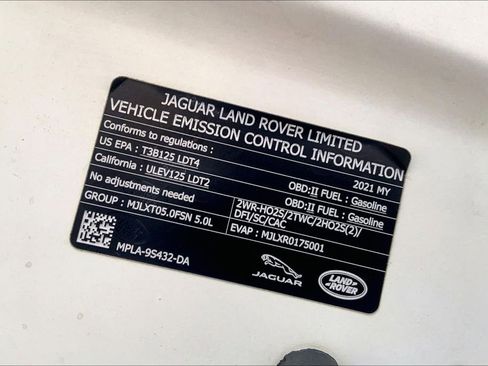 JAGUAR LAND ROVER LIMITED
VEHICLE EMISSION CONTROL INFORMATION
Conforms to regulations : 2021 MY
US EPA : T3B125 LDT4 OBD:II FUEL : Gasoline
California : ULEV125 LDT2 OBD:II FUEL : Gasoline
No adjustments needed 2WR-HO2S/2TWC/2HO2S(2)/
DFI/SC/CAC
GROUP : MJLXT05.0FSN 5.0L EVAP : MJLXR0175001
MPLA-9S432-DA
JAGUAR
LAND
ROVER